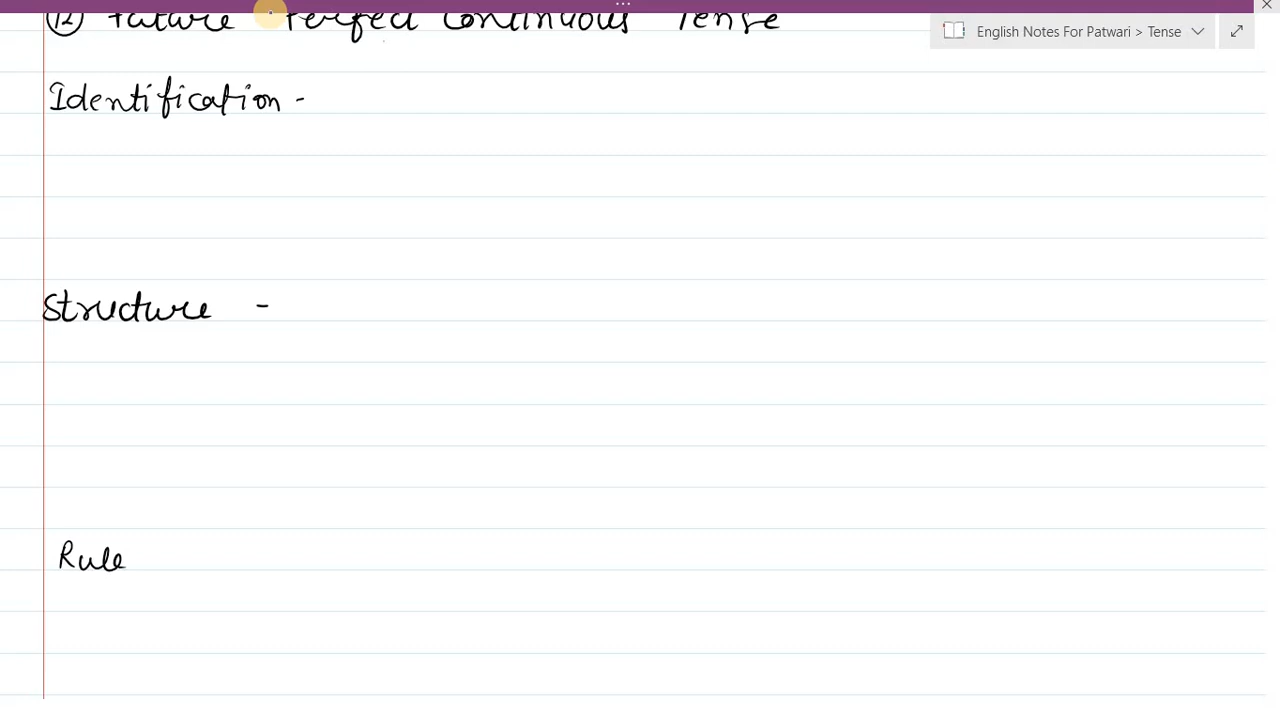 ⑫ Future Perfect Continuous Tense
English Notes For Patwari > Tense
Identification -
Structure -
Rule